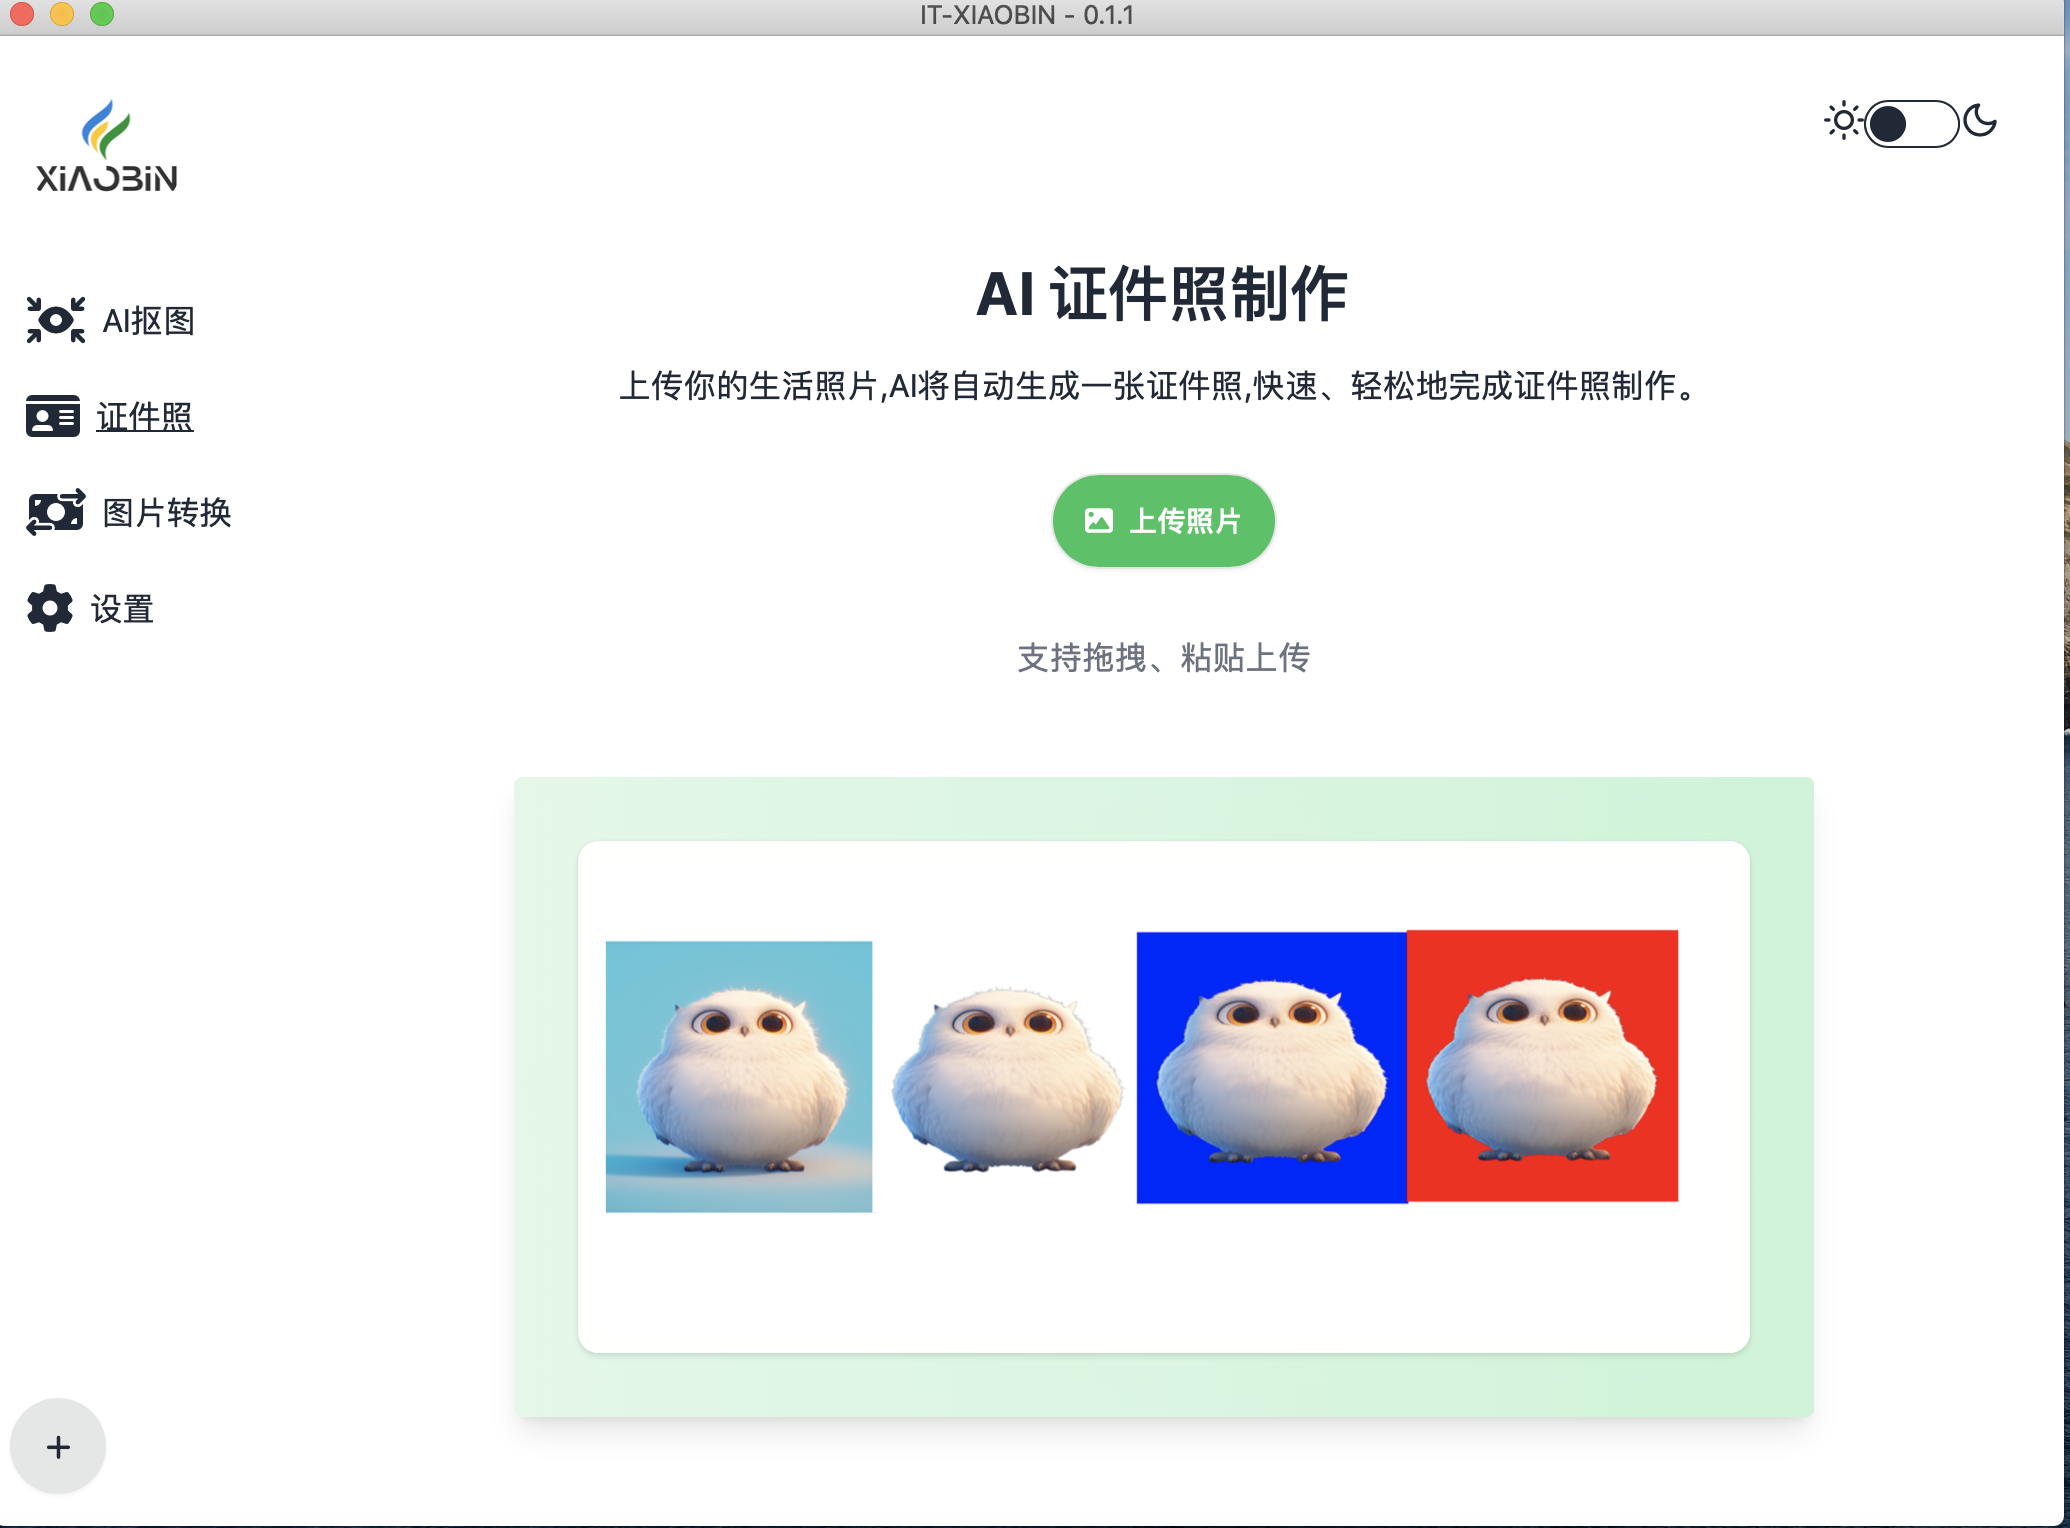 IT-XIAOBIN - 0.1.1
XiAOBiN
AI抠图
证件照
图片转换
设置
AI 证件照制作
上传你的生活照片,AI将自动生成一张证件照,快速、轻松地完成证件照制作。
上传照片
支持拖拽、粘贴上传
+